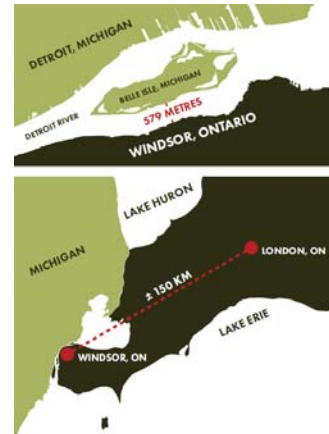 DETROIT, MICHIGAN
BELLE ISLE, MICHIGAN
DETROIT RIVER
579 METRES
WINDSOR, ONTARIO
LAKE HURON
MICHIGAN
LONDON, ON
± 150 KM
LAKE ERIE
WINDSOR, ON